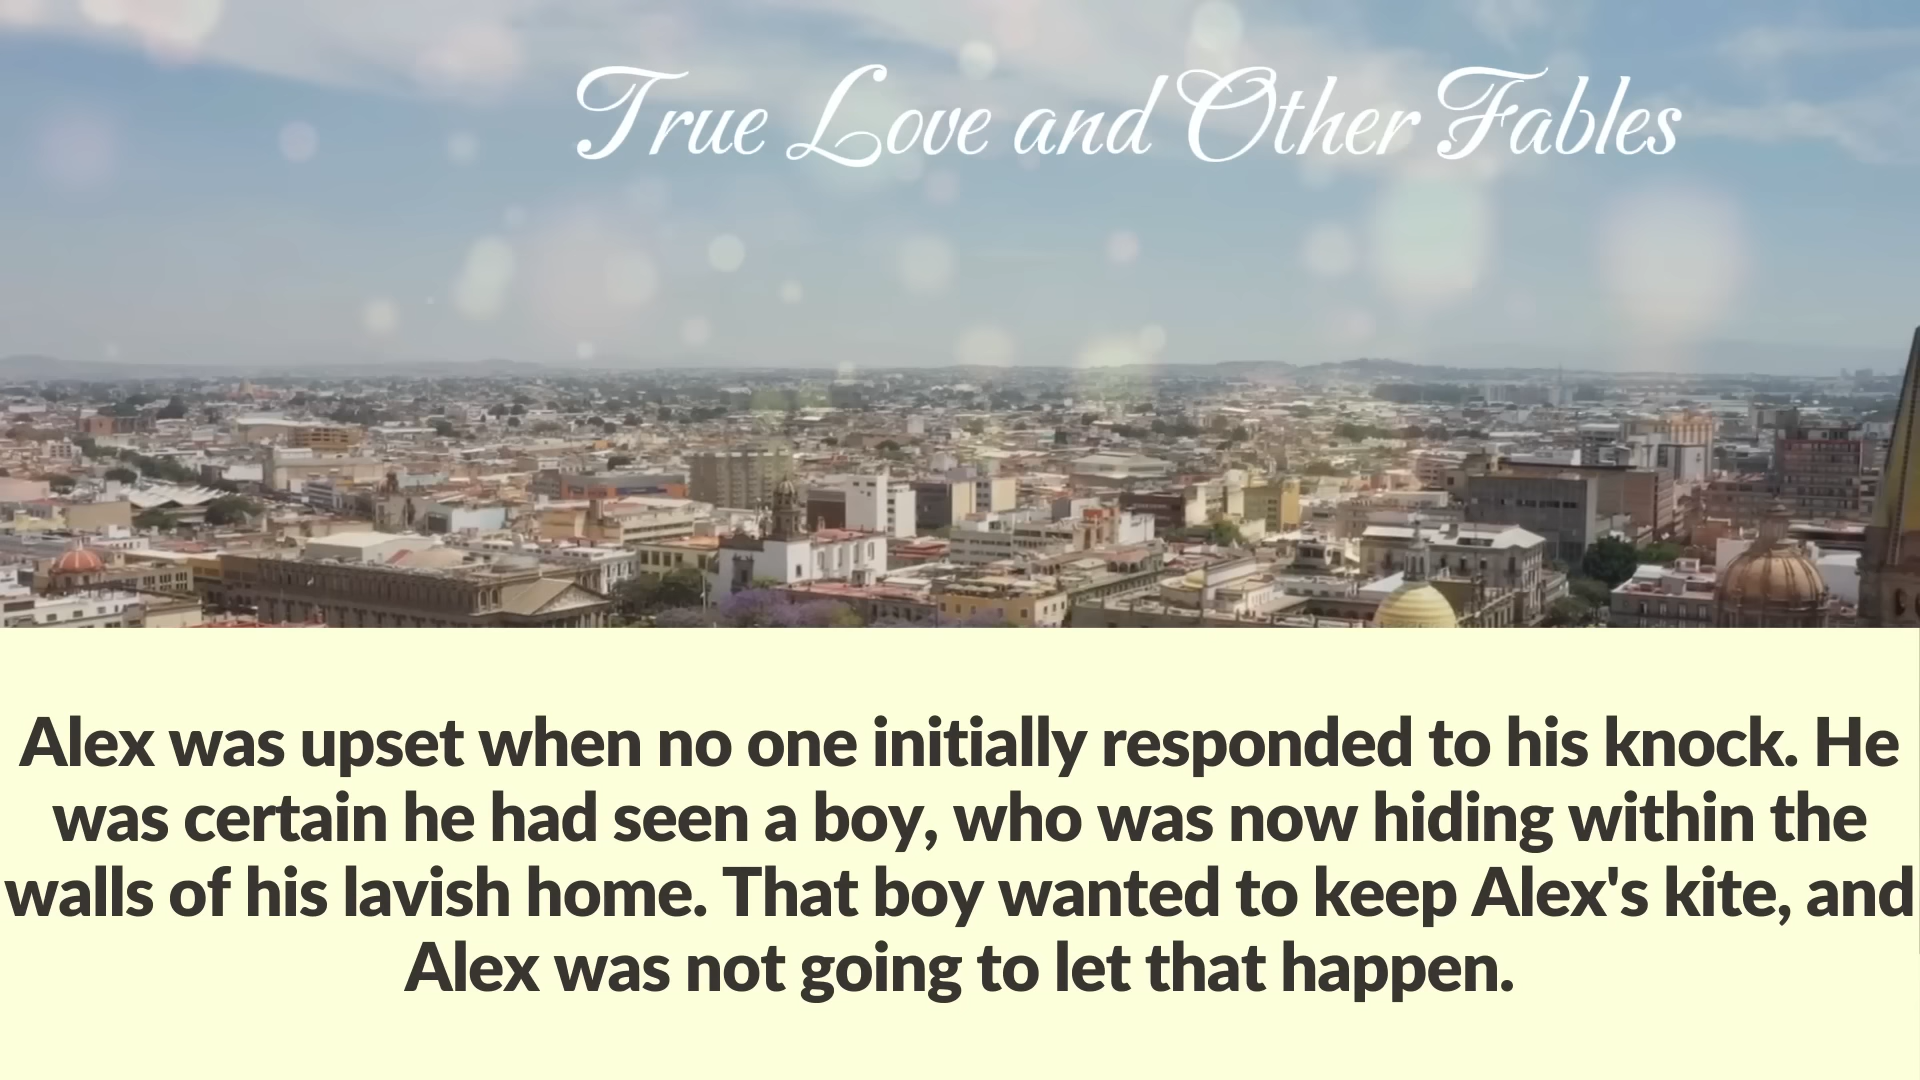 True Love and Other Fables
Alex was upset when no one initially responded to his knock. He
was certain he had seen a boy, who was now hiding within the
walls of his lavish home. That boy wanted to keep Alex's kite, and
Alex was not going to let that happen.